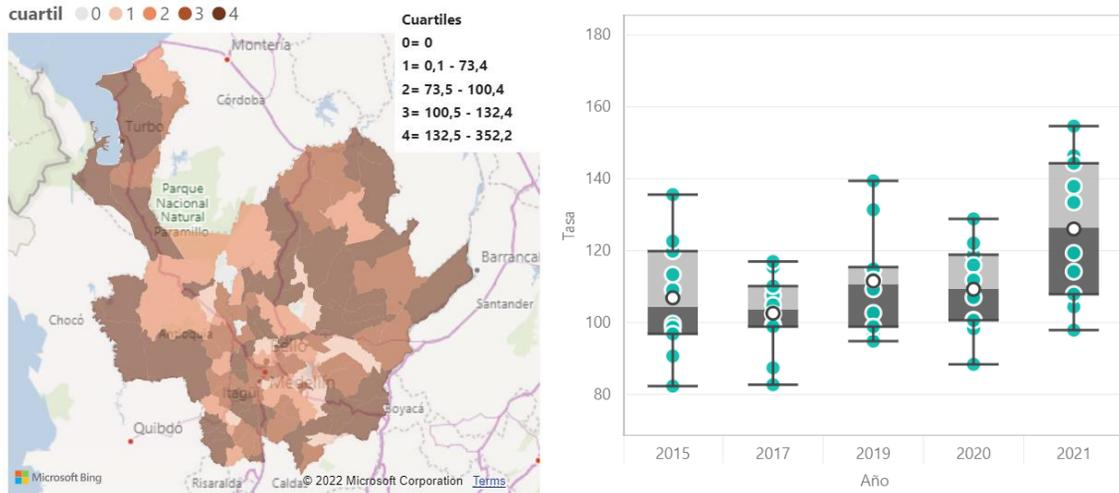 cuartil 0 1 2 3 4
Cuartiles
0= 0
1= 0,1 - 73,4
2= 73,5 - 100,4
3= 100,5 - 132,4
4= 132,5 - 352,2
Montería
Córdoba
Turbo
Parque
Nacional
Natural
Paramillo
Barrancal
Santander
Chocó
Antioquia
Bello
Medellín
Itagüí
Boyacá
Quibdó
Risaralda
Caldas
Microsoft Bing
© 2022 Microsoft Corporation Terms
180
160
140
120
100
80
Tasa
2015 2017 2019 2020 2021
Año